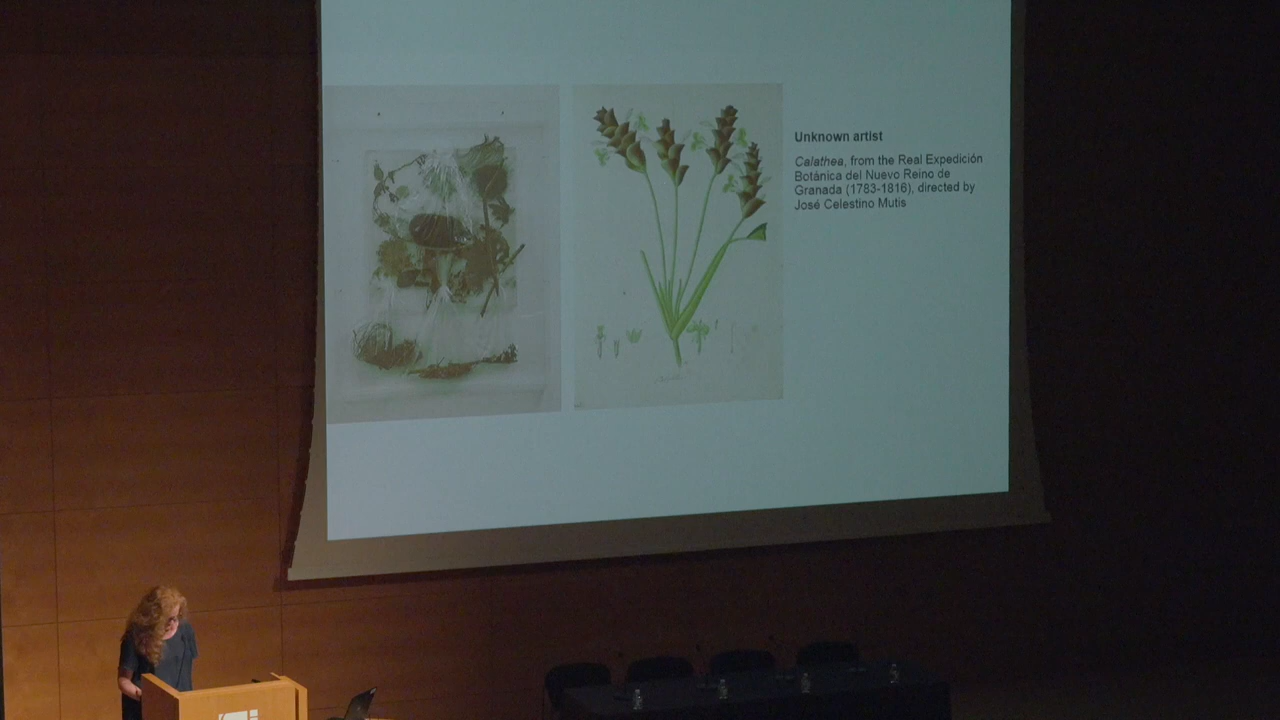 Unknown artist
Calathea, from the Real Expedición
Botánica del Nuevo Reino de
Granada (1783-1816), directed by
José Celestino Mutis